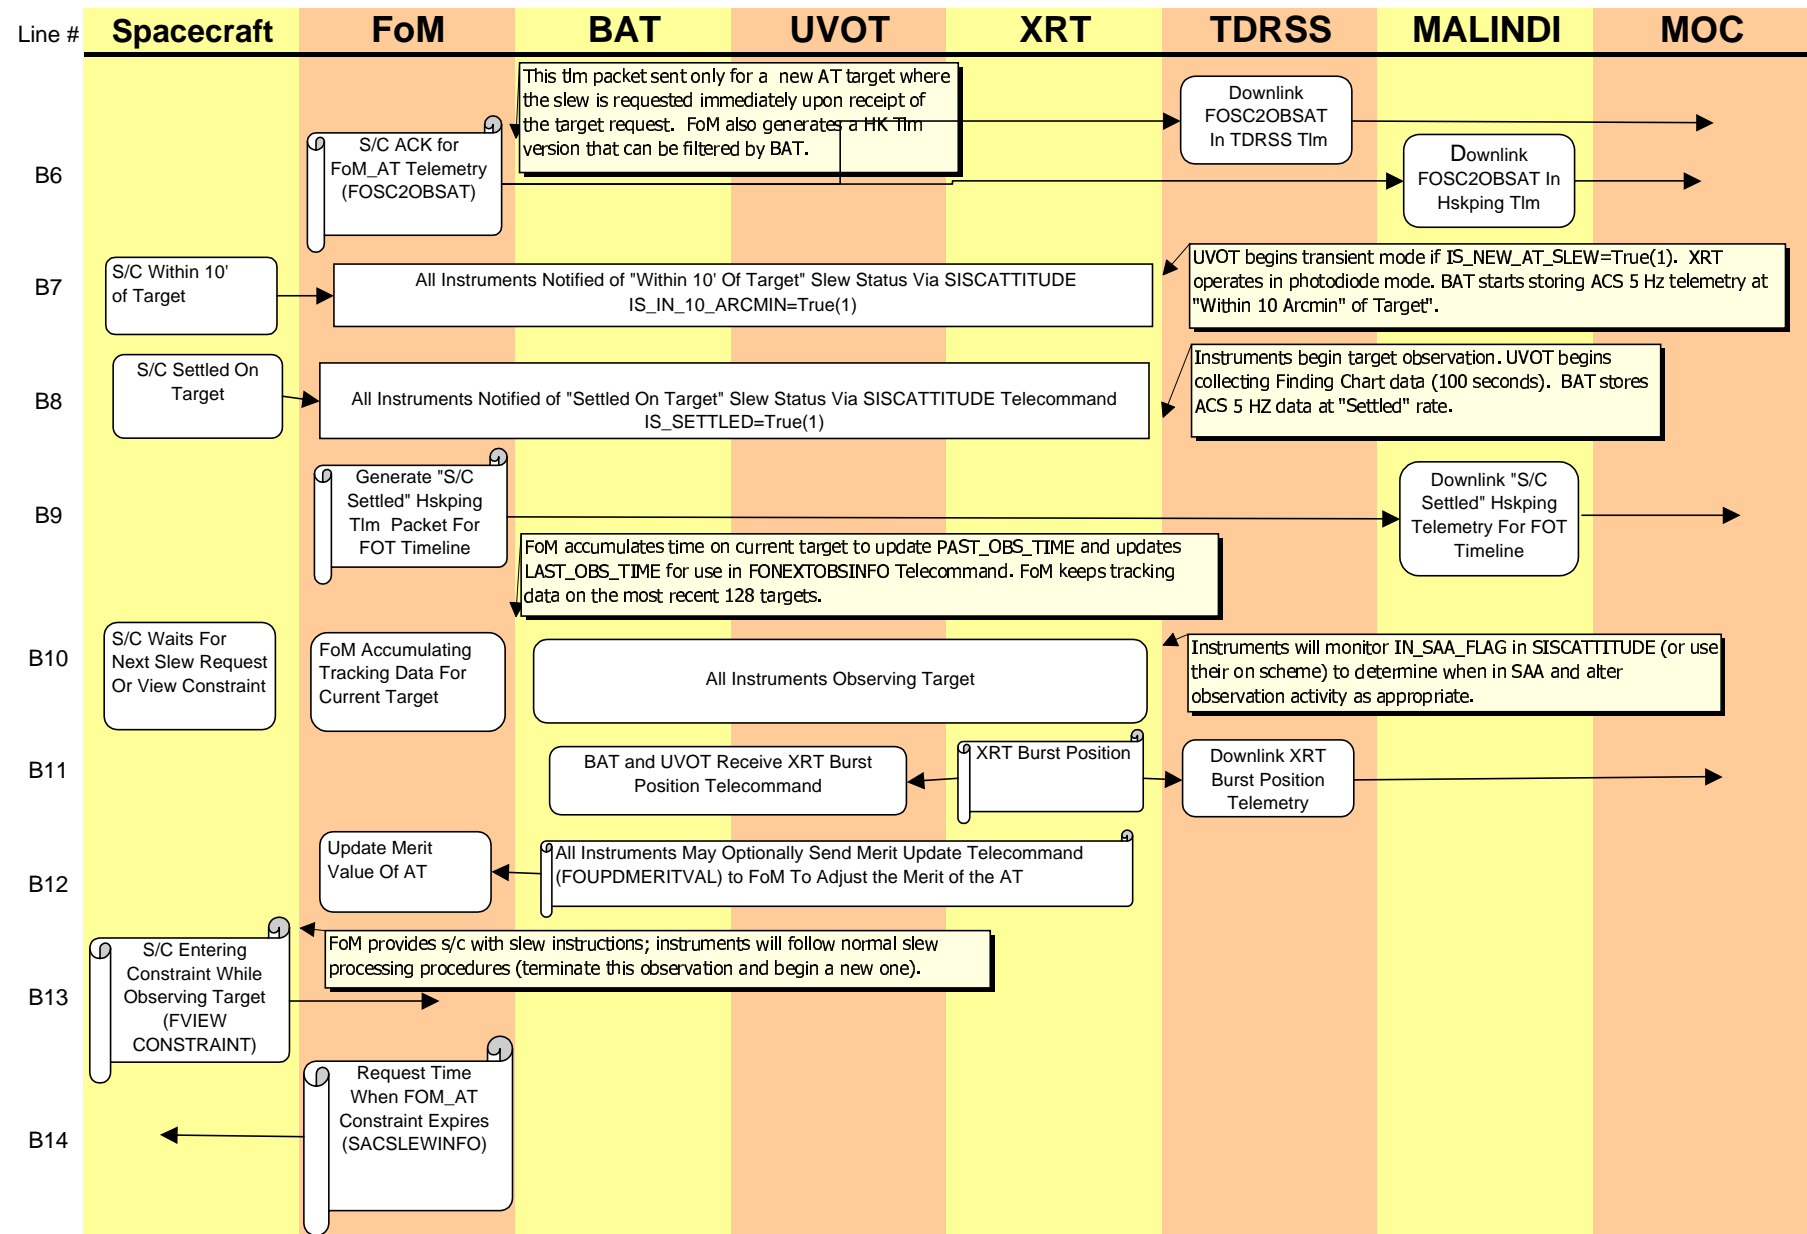 Line #
Spacecraft
FoM
BAT
UVOT
XRT
TDRSS
MALINDI
MOC
B6
S/C ACK for
FoM_AT Telemetry
(FOSC2OBSAT)
This tlm packet sent only for a new AT target where
the slew is requested immediately upon receipt of
the target request. FoM also generates a HK Tlm
version that can be filtered by BAT.
Downlink
FOSC2OBSAT
In TDRSS Tlm
Downlink
FOSC2OBSAT In
Hskping Tlm
B7
S/C Within 10'
of Target
All Instruments Notified of "Within 10' Of Target" Slew Status Via SISCATTITUDE
IS_IN_10_ARCMIN=True(1)
UVOT begins transient mode if IS_NEW_AT_SLEW=True(1). XRT
operates in photodiode mode. BAT starts storing ACS 5 Hz telemetry at
"Within 10 Arcmin" of Target".
B8
S/C Settled On
Target
All Instruments Notified of "Settled On Target" Slew Status Via SISCATTITUDE Telecommand
IS_SETTLED=True(1)
Instruments begin target observation. UVOT begins
collecting Finding Chart data (100 seconds). BAT stores
ACS 5 HZ data at "Settled" rate.
B9
Generate "S/C
Settled" Hskping
Tlm Packet For
FOT Timeline
Downlink "S/C
Settled" Hskping
Telemetry For FOT
Timeline
FoM accumulates time on current target to update PAST_OBS_TIME and updates
LAST_OBS_TIME for use in FONEXTOBSINFO Telecommand. FoM keeps tracking
data on the most recent 128 targets.
B10
S/C Waits For
Next Slew Request
Or View Constraint
FoM Accumulating
Tracking Data For
Current Target
All Instruments Observing Target
Instruments will monitor IN_SAA_FLAG in SISCATTITUDE (or use
their on scheme) to determine when in SAA and alter
observation activity as appropriate.
B11
BAT and UVOT Receive XRT Burst
Position Telecommand
XRT Burst Position
Downlink XRT
Burst Position
Telemetry
B12
Update Merit
Value Of AT
All Instruments May Optionally Send Merit Update Telecommand
(FOUPDMERITVAL) to FoM To Adjust the Merit of the AT
B13
S/C Entering
Constraint While
Observing Target
(FVIEW
CONSTRAINT)
FoM provides s/c with slew instructions; instruments will follow normal slew
processing procedures (terminate this observation and begin a new one).
B14
Request Time
When FOM_AT
Constraint Expires
(SACSLEWINFO)